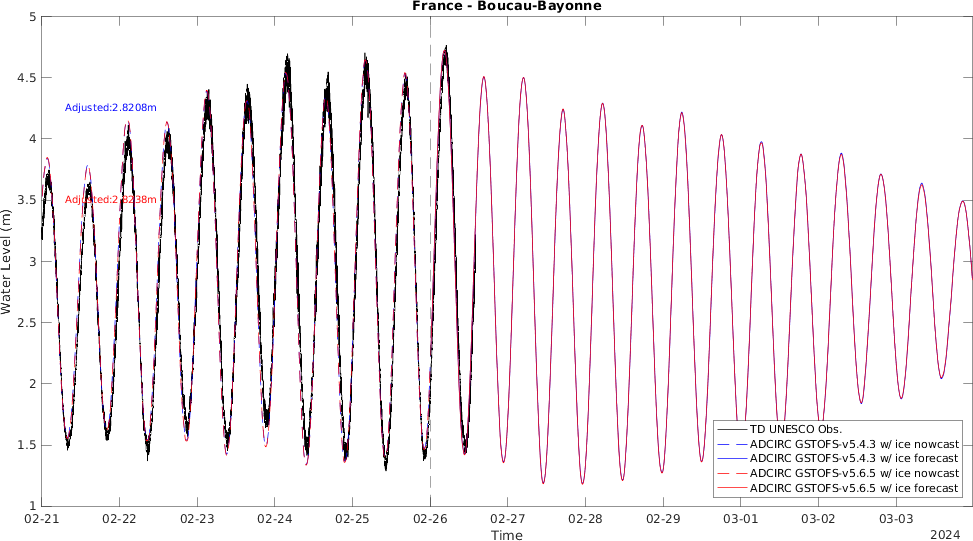 France - Boucau-Bayonne
Water Level (m)
5
4.5
4
3.5
3
2.5
2
1.5
1
Adjusted:2.8208m
Adjusted:2.8238m
TD UNESCO Obs.
ADCIRC GSTOFS-v5.4.3 w/ ice nowcast
ADCIRC GSTOFS-v5.4.3 w/ ice forecast
ADCIRC GSTOFS-v5.6.5 w/ ice nowcast
ADCIRC GSTOFS-v5.6.5 w/ ice forecast
02-21 02-22 02-23 02-24 02-25 02-26 02-27 02-28 02-29 03-01 03-02 03-03
Time
2024